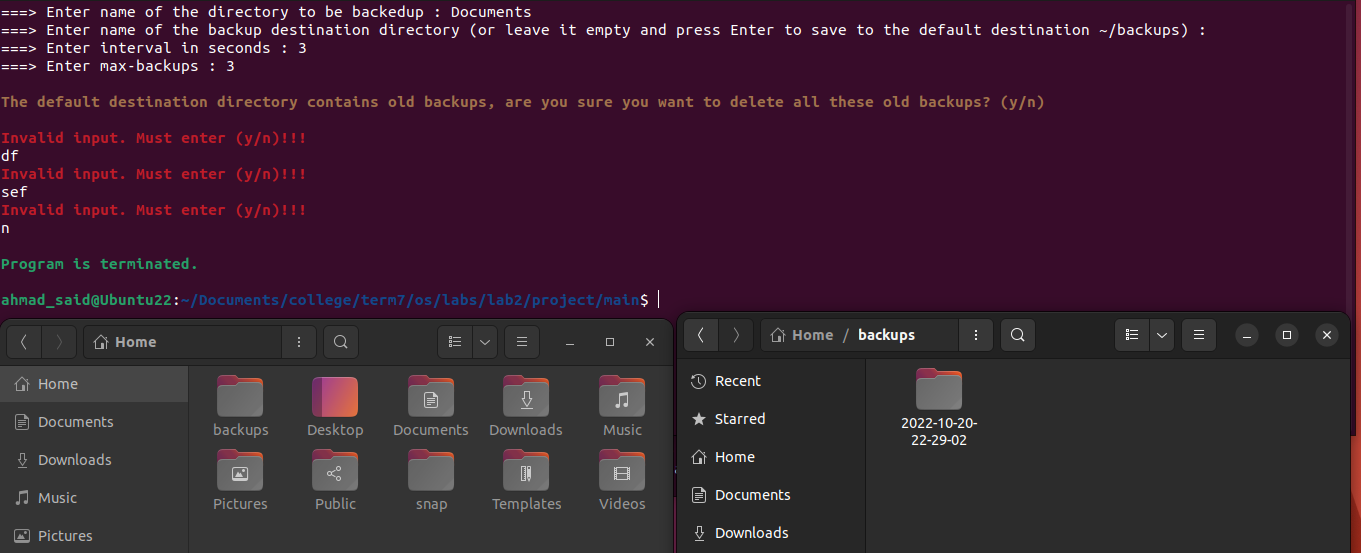 ===> Enter name of the directory to be backedup : Documents
===> Enter name of the backup destination directory (or leave it empty and press Enter to save to the default destination ~/backups) :
===> Enter interval in seconds : 3
===> Enter max-backups : 3
The default destination directory contains old backups, are you sure you want to delete all these old backups? (y/n)
Invalid input. Must enter (y/n)!!!
df
Invalid input. Must enter (y/n)!!!
sef
Invalid input. Must enter (y/n)!!!
n
Program is terminated.
ahmad_said@Ubuntu22:~/Documents/college/term7/os/labs/lab2/project/main$
Home
Home
Documents
Downloads
Music
Pictures
backups
Desktop
Documents
Downloads
Music
Pictures
Public
snap
Templates
Videos
Home / backups
Recent
Starred
Home
Documents
Downloads
2022-10-20-
22-29-02